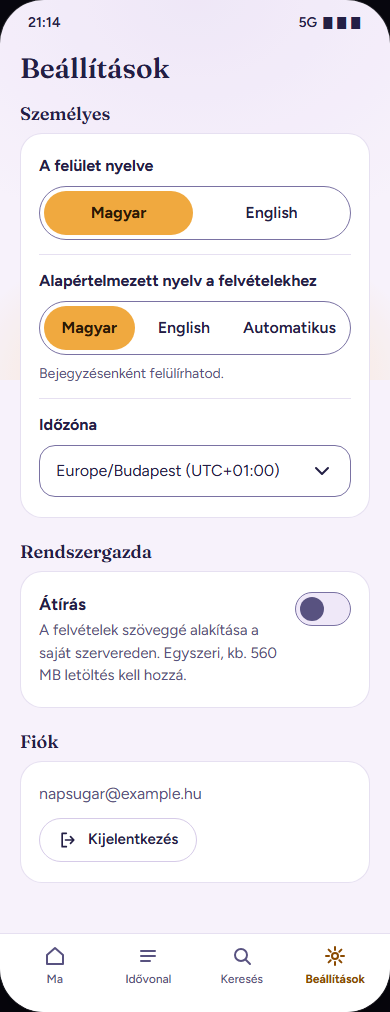 21:14
5G
Beállítások
Személyes
A felület nyelve
Magyar
English
Alapértelmezett nyelv a felvételekhez
Magyar
English
Automatikus
Bejegyzésenként felülírhatod.
Időzóna
Europe/Budapest (UTC+01:00)
Rendszergazda
Átírás
A felvételek szöveggé alakítása a
saját szervereden. Egyszeri, kb. 560
MB letöltés kell hozzá.
Fiók
napsugar@example.hu
Kijelentkezés
Ma
Idővonal
Keresés
Beállítások